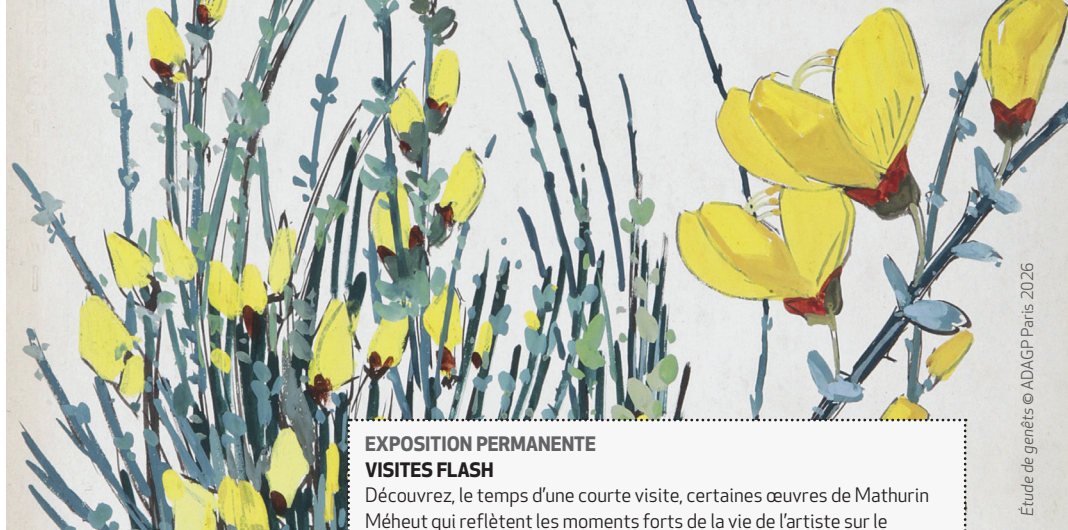 Étude de genêts © ADAGP Paris 2026
EXPOSITION PERMANENTE
VISITES FLASH
Découvrez, le temps d'une courte visite, certaines œuvres de Mathurin
Méheut qui reflètent les moments forts de la vie de l'artiste sur le